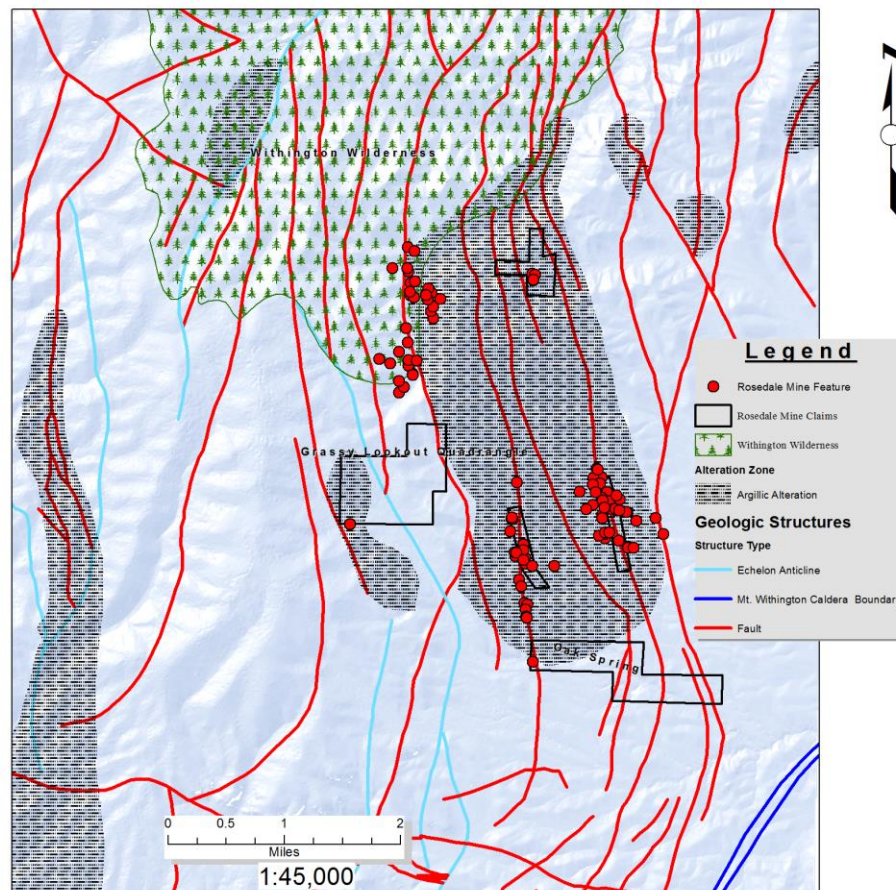 Withington Wilderness
Grassy Lookout Quadrangle
Oak Spring
Legend
Rosedale Mine Feature
Rosedale Mine Claims
Withington Wilderness
Alteration Zone
Argillic Alteration
Geologic Structures
Structure Type
Echelon Anticline
Mt. Withington Caldera Boundar
Fault
0 0.5 1 2
Miles
1:45,000